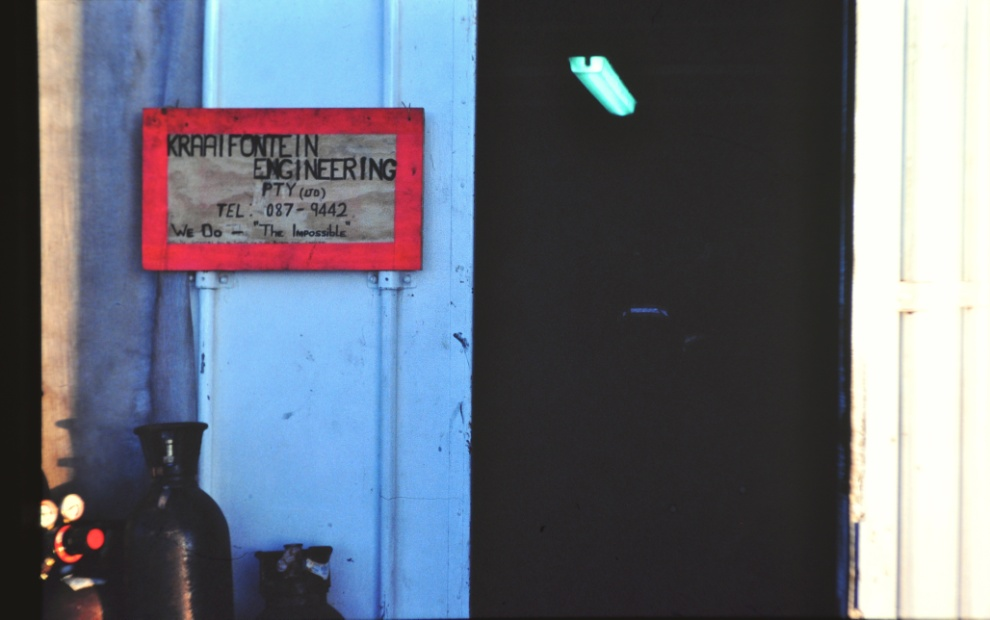 KRAAIFONTEIN
ENGINEERING
PTY (LTD)
TEL: 087-9442
WE DO – "THE IMPOSSIBLE"